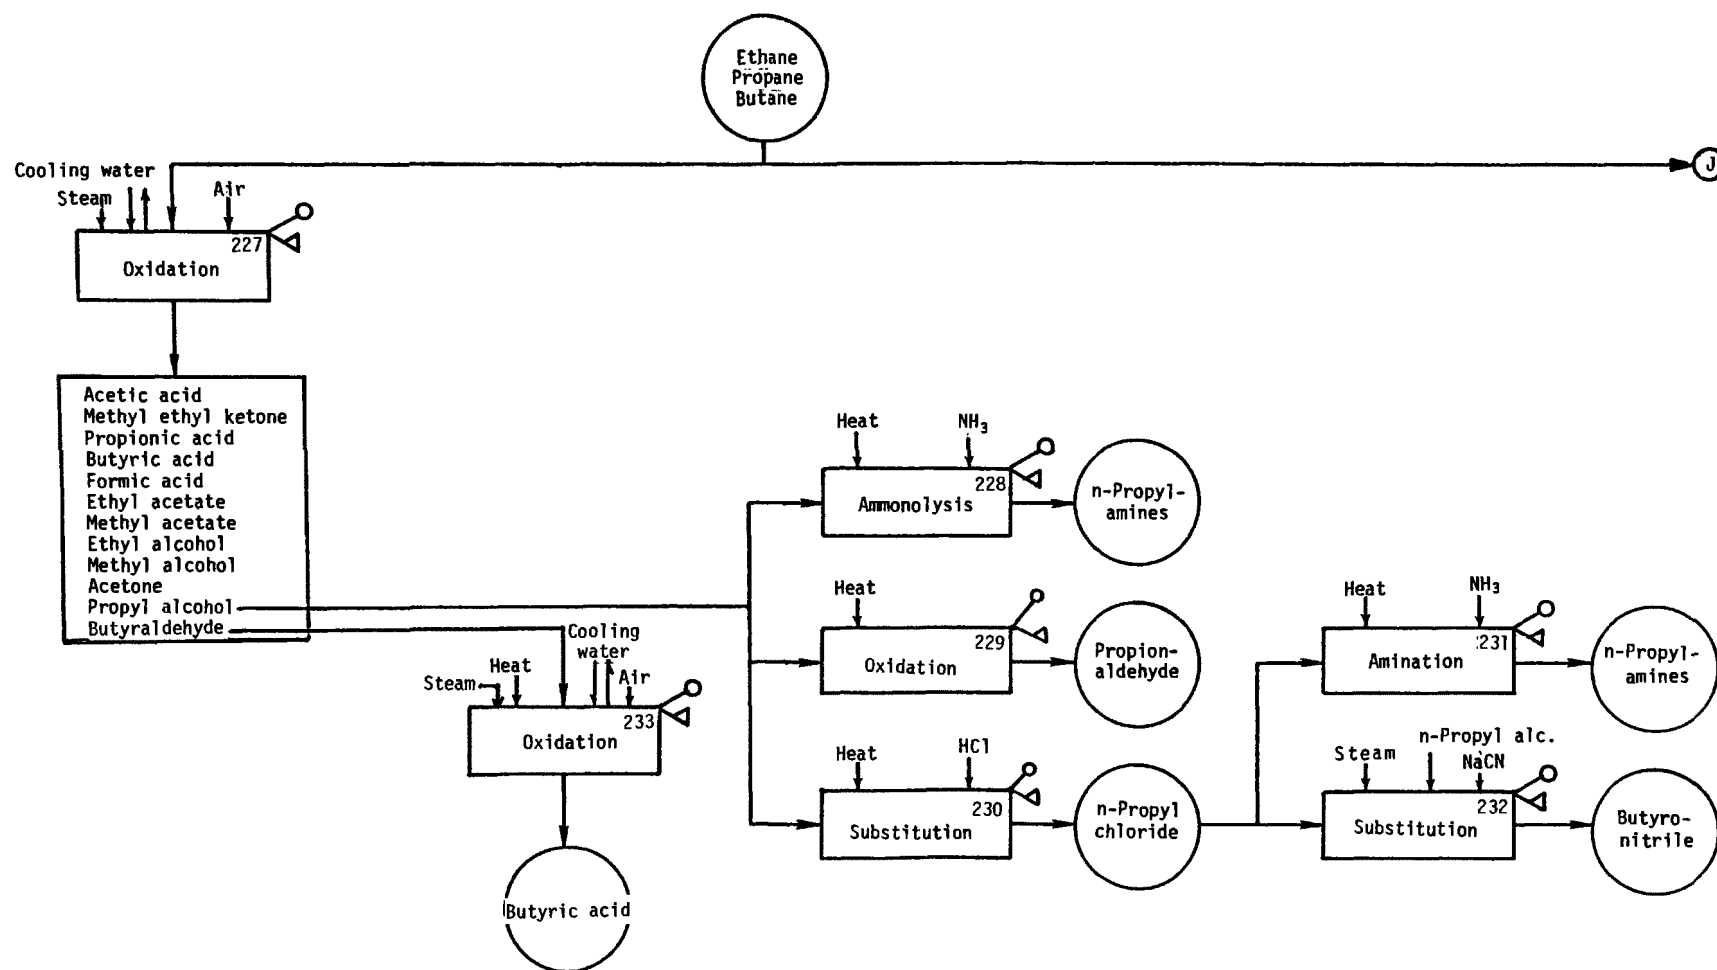 Ethane
Propane
Butane
J
Cooling water
Steam
Air
227
Oxidation
Acetic acid
Methyl ethyl ketone
Propionic acid
Butyric acid
Formic acid
Ethyl acetate
Methyl acetate
Ethyl alcohol
Methyl alcohol
Acetone
Propyl alcohol
Butyraldehyde
Heat
NH₃
228
Ammonolysis
n-Propyl-
amines
Heat
229
Oxidation
Propion-
aldehyde
Heat
HCl
230
Substitution
n-Propyl
chloride
Heat
NH₃
231
Amination
n-Propyl-
amines
Steam
n-Propyl alc.
NaCN
232
Substitution
Butyro-
nitrile
Steam
Heat
Cooling
water
Air
233
Oxidation
Butyric acid